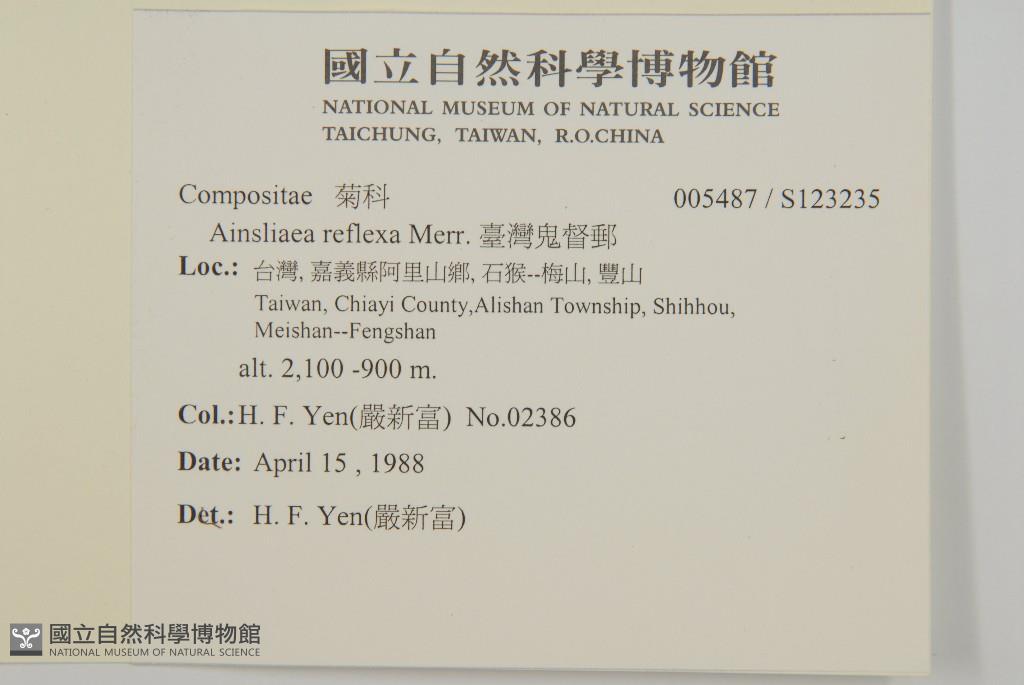 國立自然科學博物館
NATIONAL MUSEUM OF NATURAL SCIENCE
TAICHUNG, TAIWAN, R.O.CHINA
Compositae 菊科 005487 / S123235
Ainsliaea reflexa Merr. 臺灣鬼督郵
Loc.: 台灣, 嘉義縣阿里山鄉, 石猴--梅山, 豐山
Taiwan, Chiayi County,Alishan Township, Shihhou,
Meishan--Fengshan
alt. 2,100 -900 m.
Col.:H. F. Yen(嚴新富) No.02386
Date: April 15 , 1988
Det.: H. F. Yen(嚴新富)
國立自然科學博物館
NATIONAL MUSEUM OF NATURAL SCIENCE